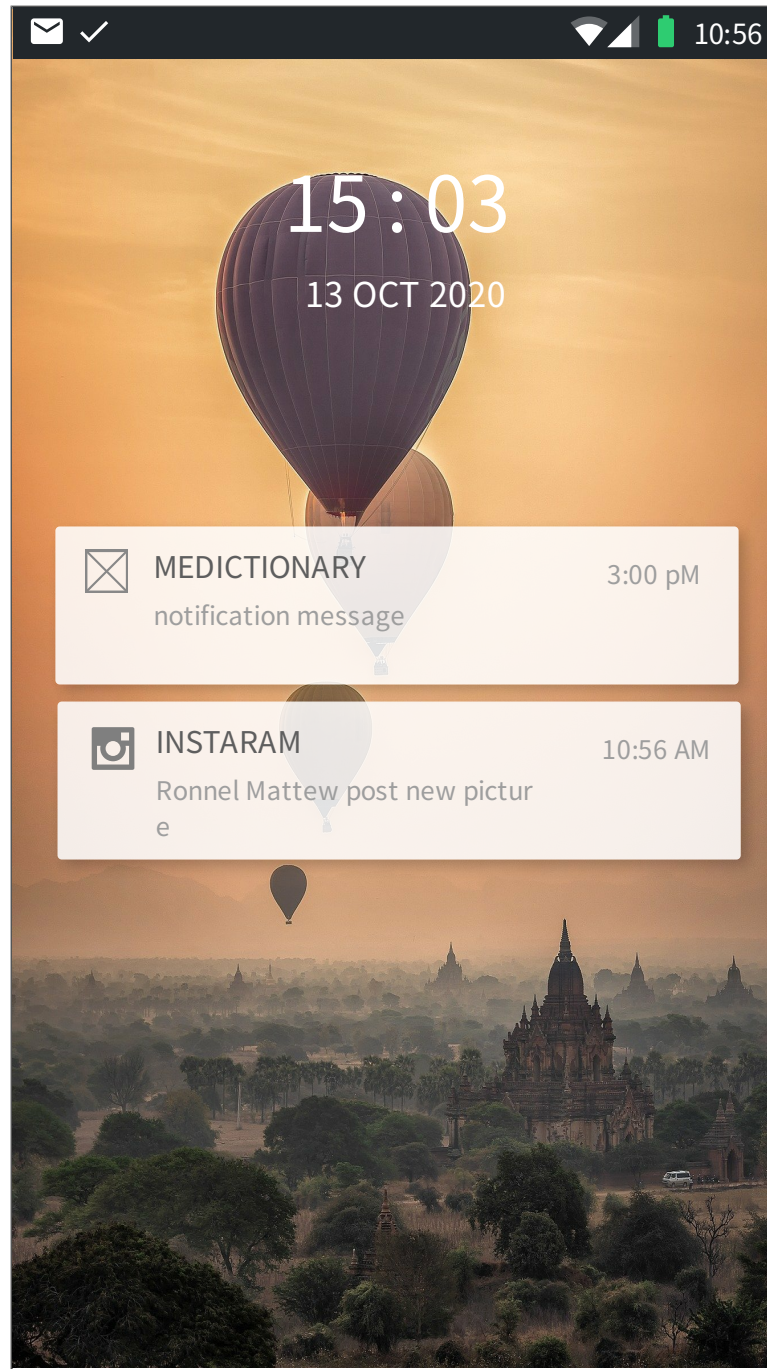 10:56
15 : 03
13 OCT 2020
MEDICTIONARY
3:00 pM
notification message
INSTARAM
10:56 AM
Ronnel Mattew post new pictur
e